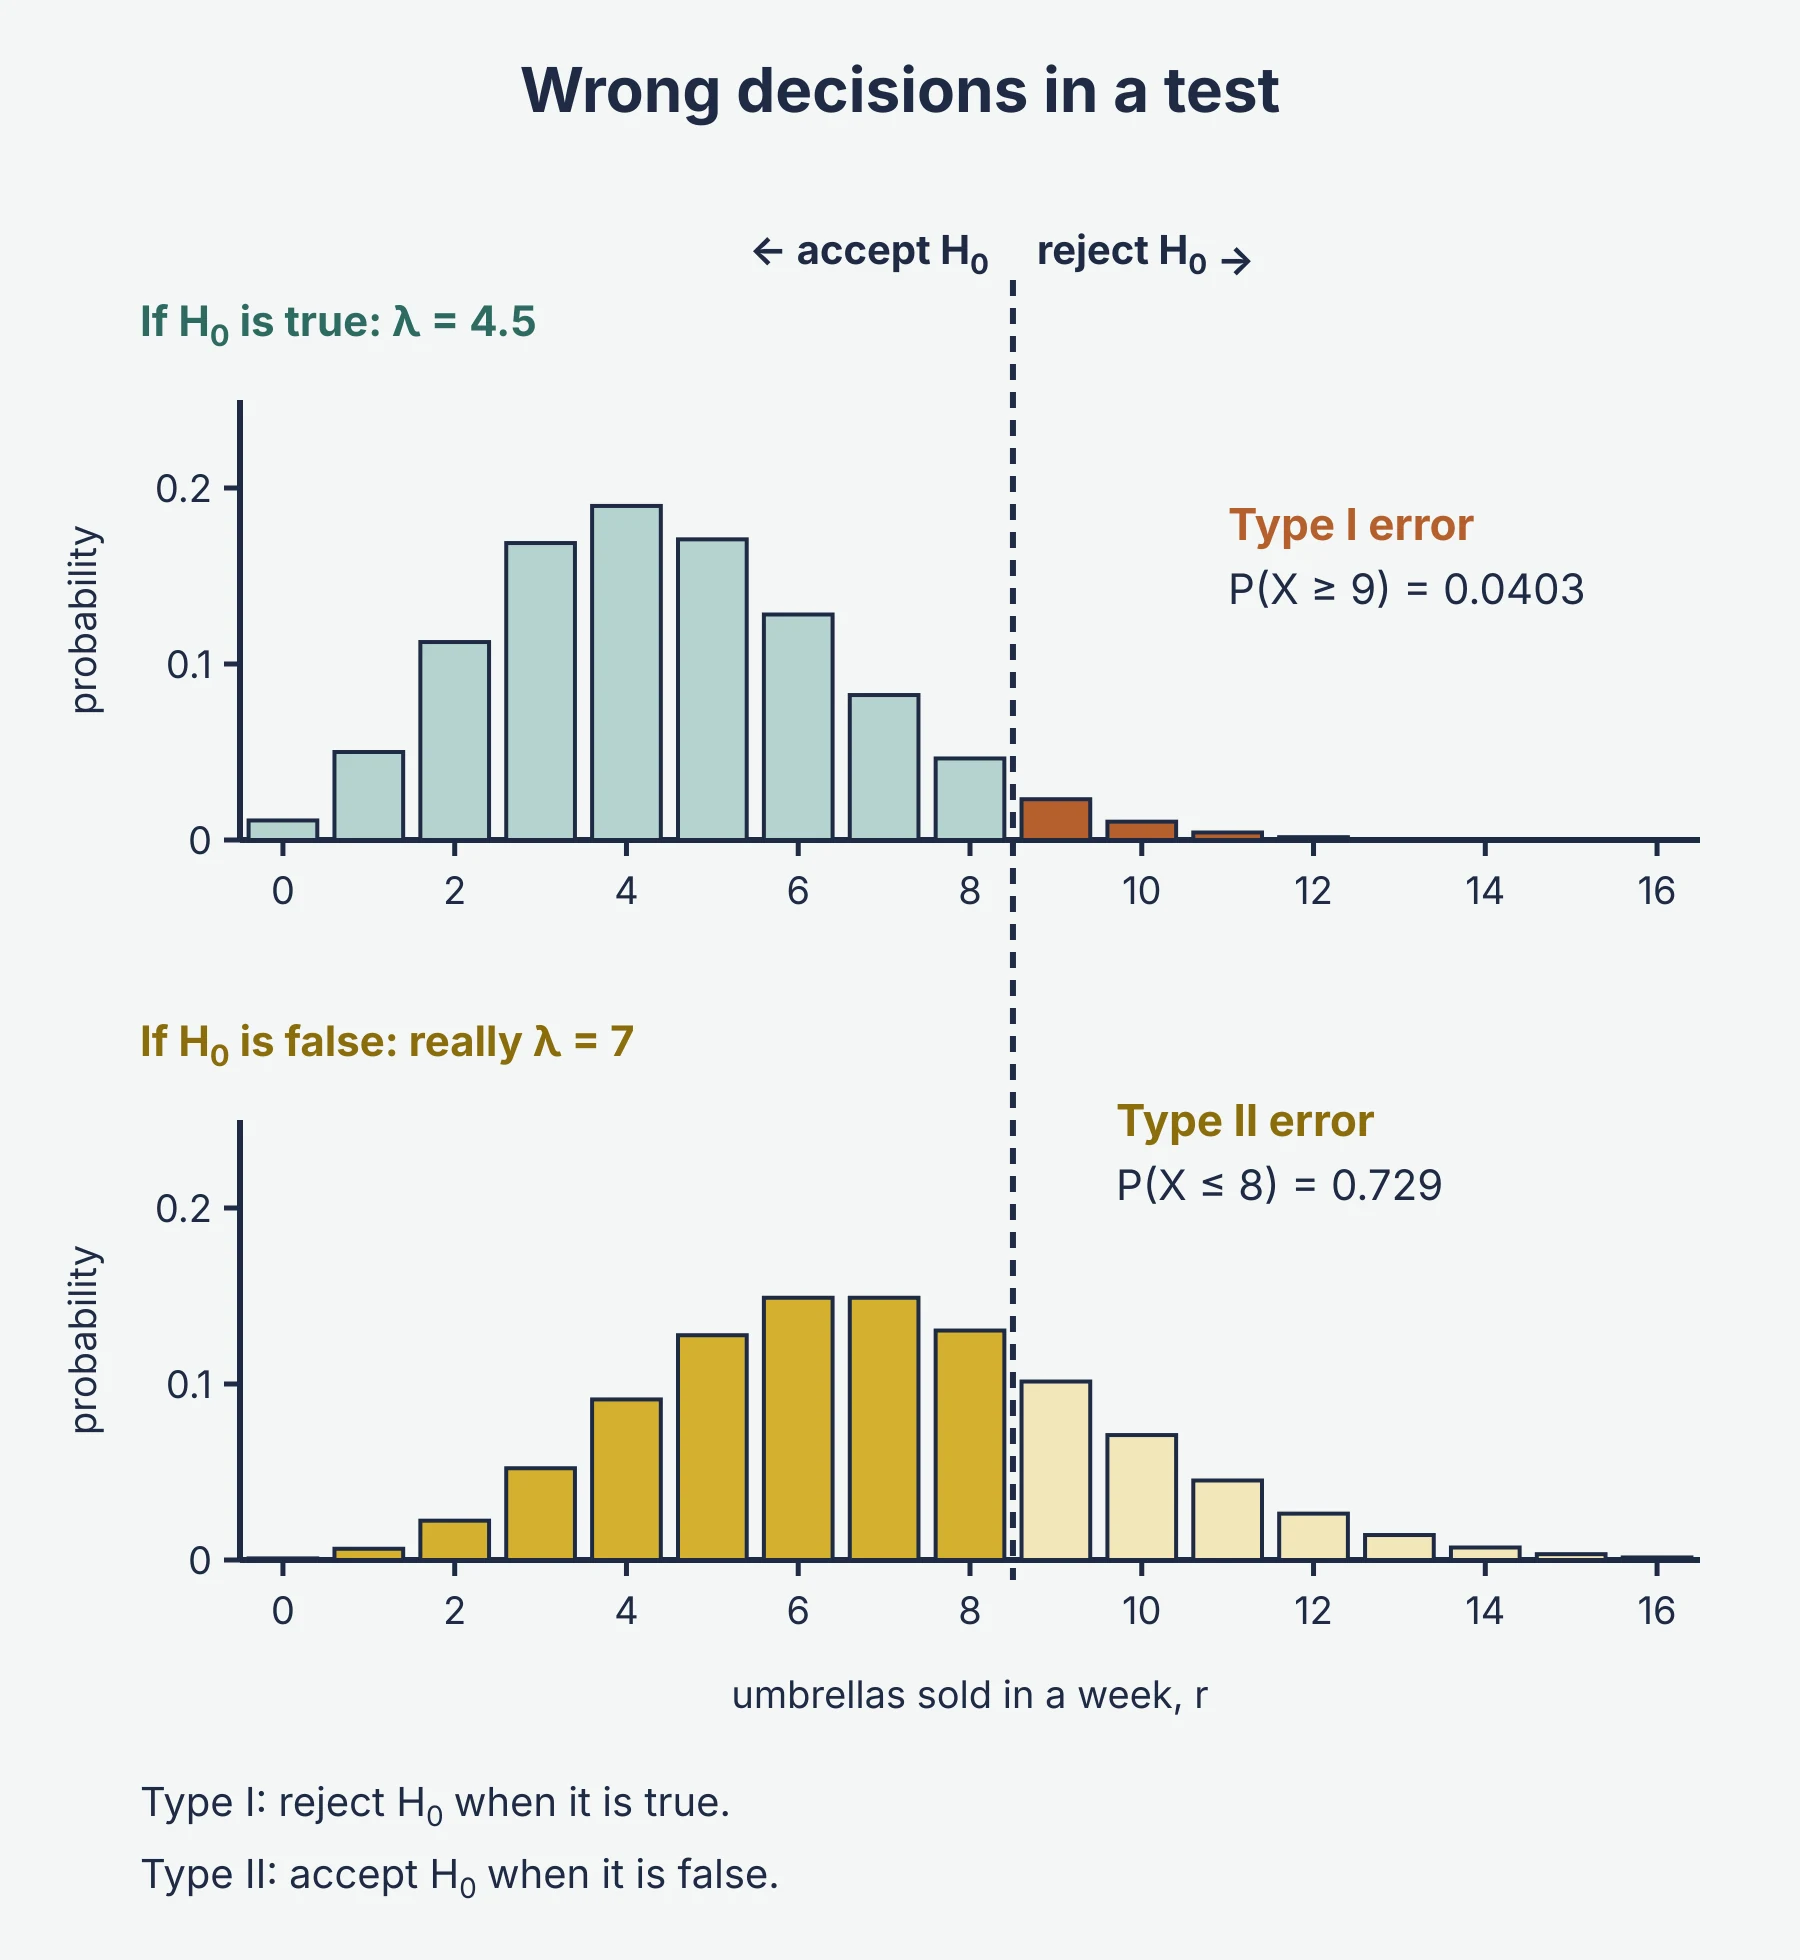 Wrong decisions in a test
← accept H₀ reject H₀ →
If H₀ is true: λ = 4.5
probability
0.2
0.1
0
Type I error
P(X ≥ 9) = 0.0403
0 2 4 6 8 10 12 14 16
If H₀ is false: really λ = 7
Type II error
P(X ≤ 8) = 0.729
probability
0.2
0.1
0
0 2 4 6 8 10 12 14 16
umbrellas sold in a week, r
Type I: reject H₀ when it is true.
Type II: accept H₀ when it is false.